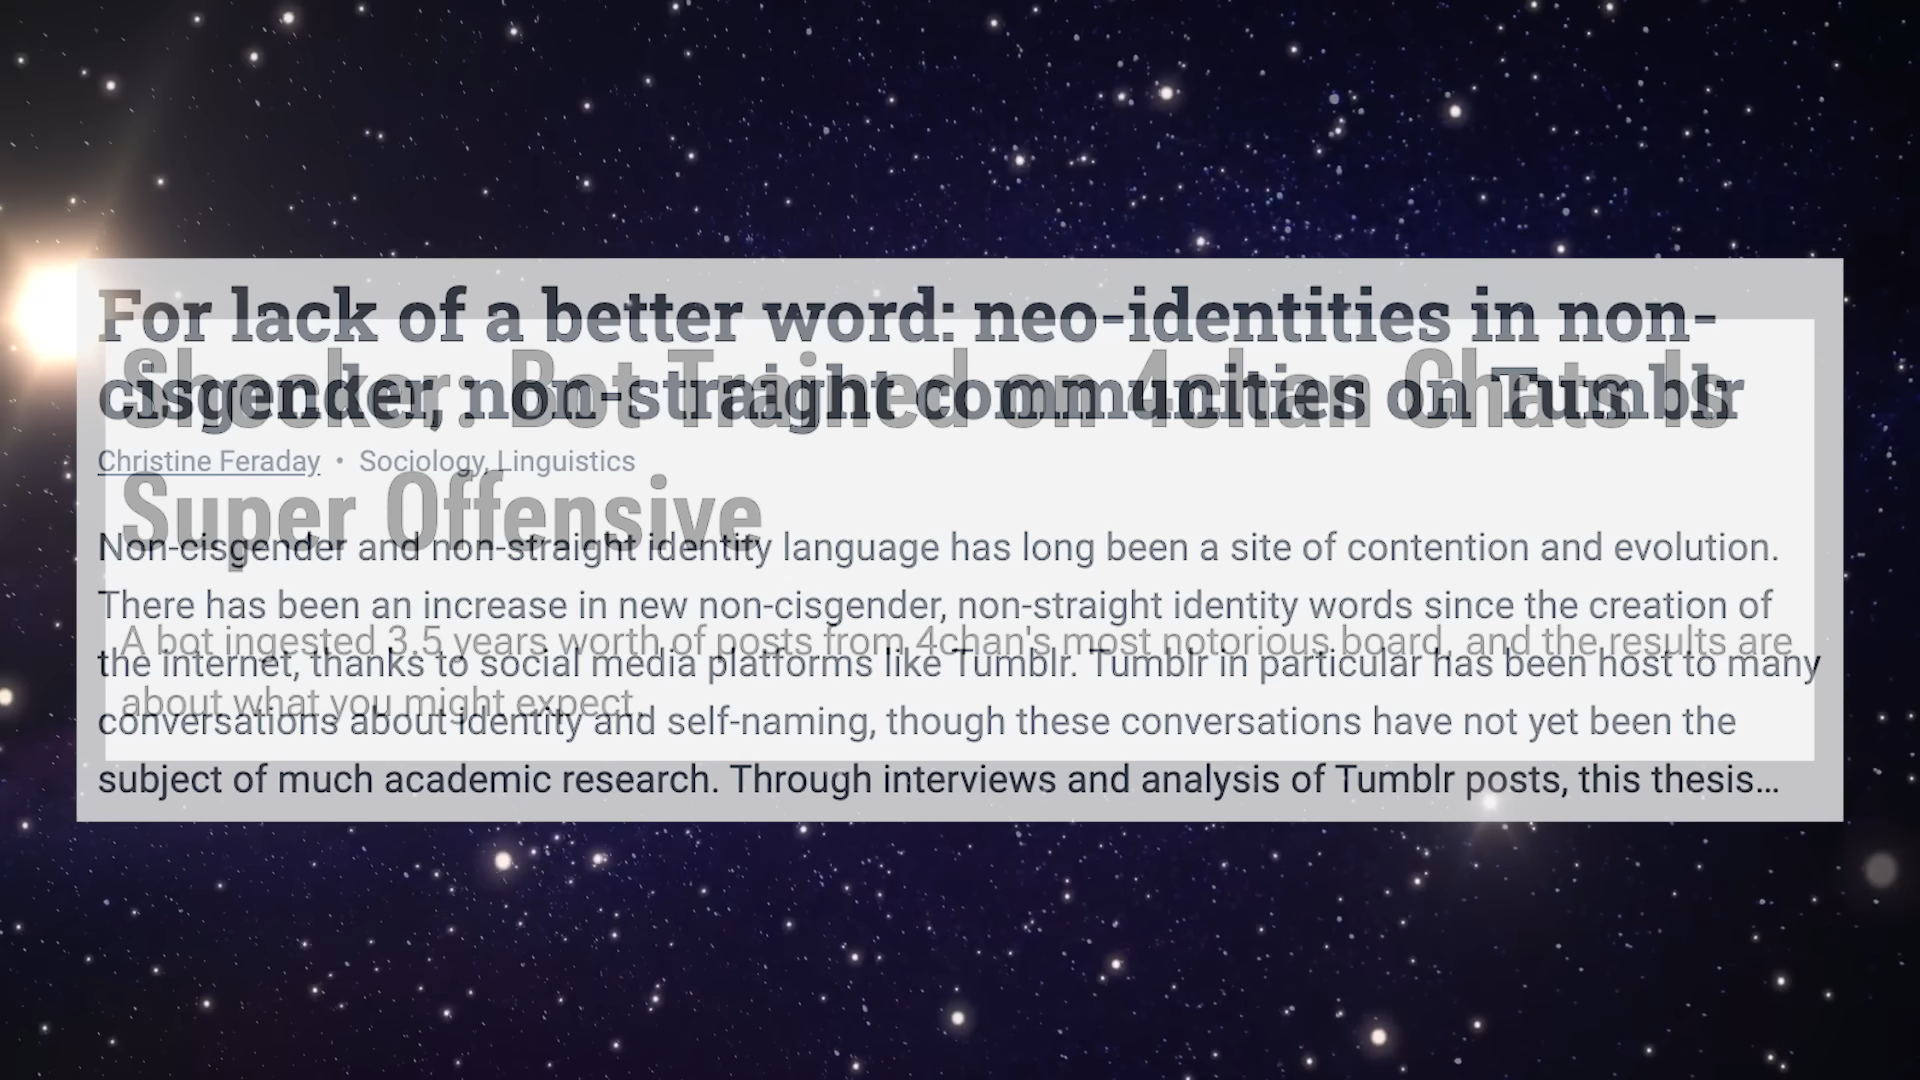 For lack of a better word: neo-identities in non-
cisgender, non-straight communities on Tumblr
Christine Feraday • Sociology, Linguistics
Non-cisgender and non-straight identity language has long been a site of contention and evolution.
There has been an increase in new non-cisgender, non-straight identity words since the creation of
the internet, thanks to social media platforms like Tumblr. Tumblr in particular has been host to many
conversations about identity and self-naming, though these conversations have not yet been the
subject of much academic research. Through interviews and analysis of Tumblr posts, this thesis...
Shocker: Bot Trained on 4chan Chats Is
Super Offensive
A bot ingested 3.5 years worth of posts from 4chan's most notorious board, and the results are
about what you might expect.